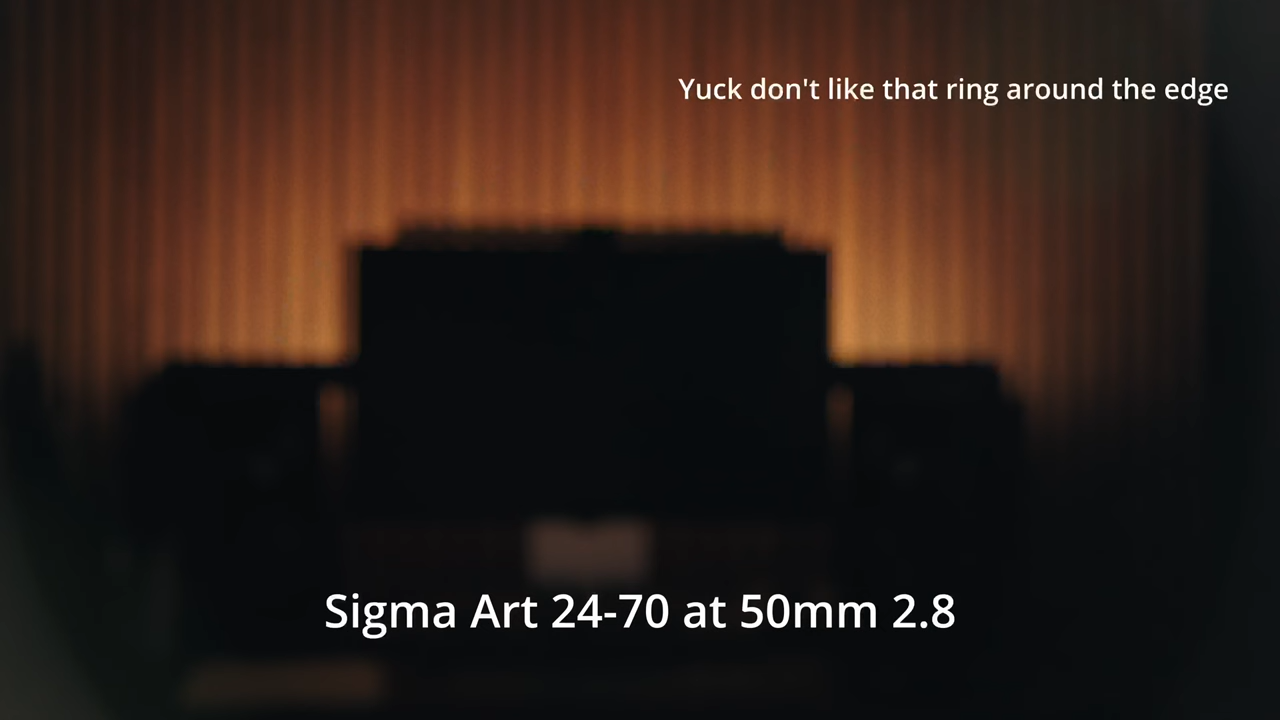 Yuck don't like that ring around the edge
Sigma Art 24-70 at 50mm 2.8